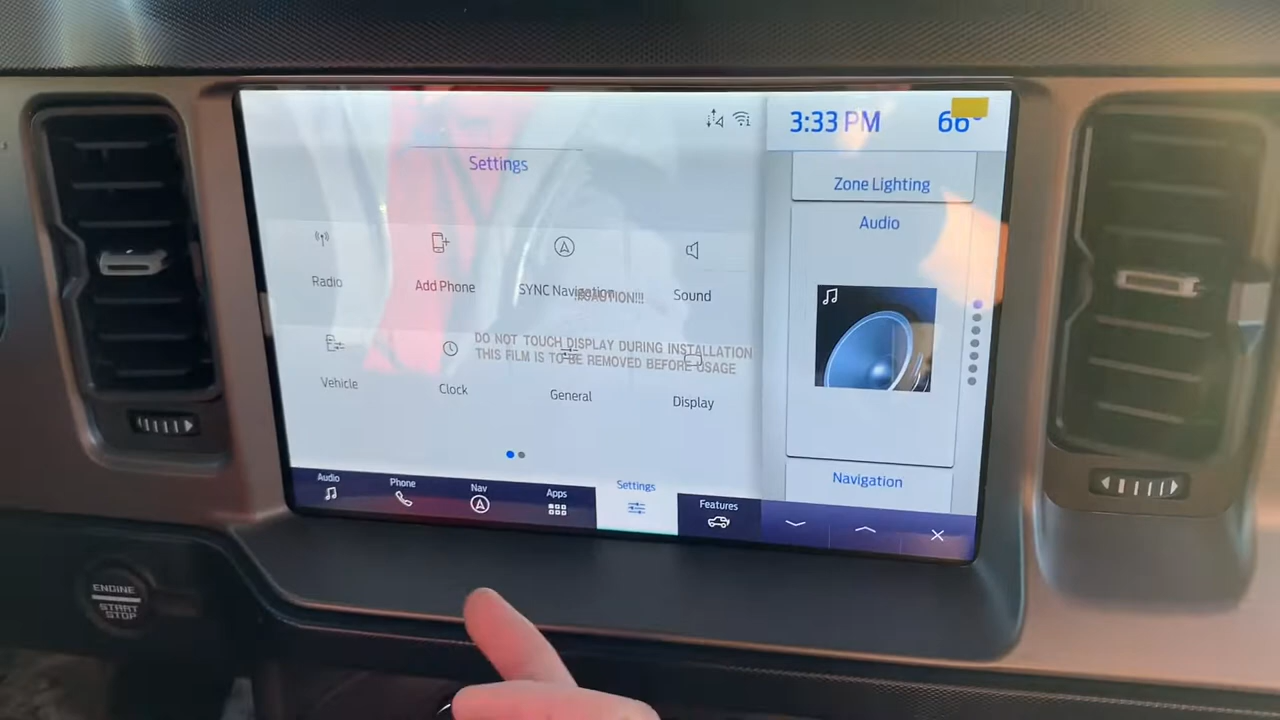 3:33 PM
66°
Settings
Zone Lighting
Audio
Radio
Add Phone
SYNC Navigation
Sound
!!!CAUTION!!!
DO NOT TOUCH DISPLAY DURING INSTALLATION
THIS FILM IS TO BE REMOVED BEFORE USAGE
Vehicle
Clock
General
Display
Navigation
Audio
Phone
Nav
Apps
Settings
Features
ENGINE
START
STOP